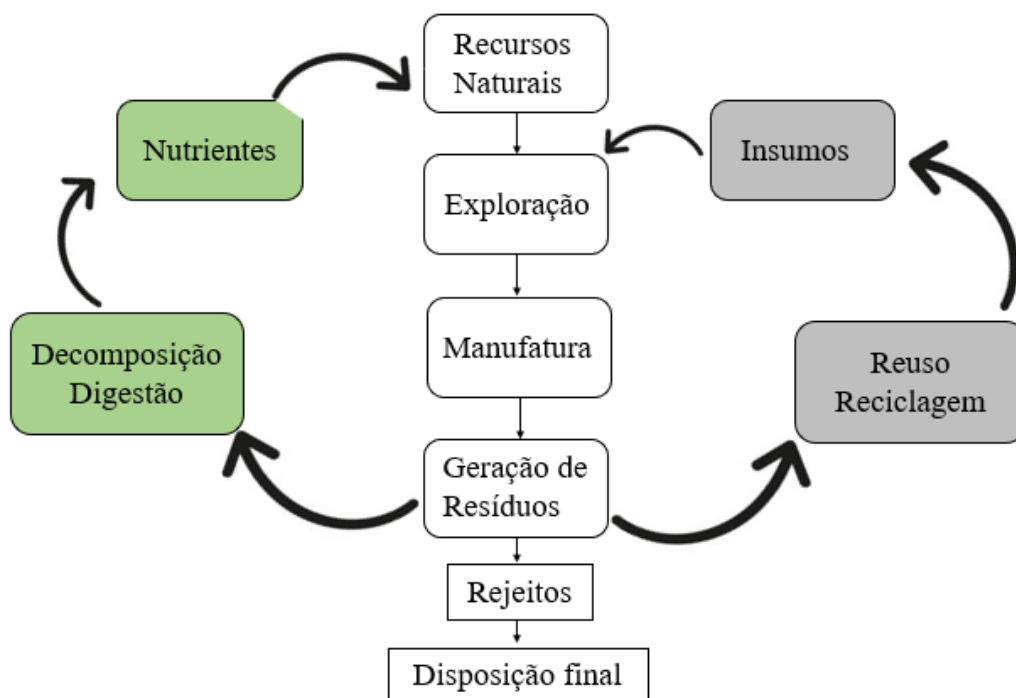 Recursos
Naturais
Nutrientes
Insumos
Exploração
Decomposição
Digestão
Manufatura
Reuso
Reciclagem
Geração de
Resíduos
Rejeitos
Disposição final